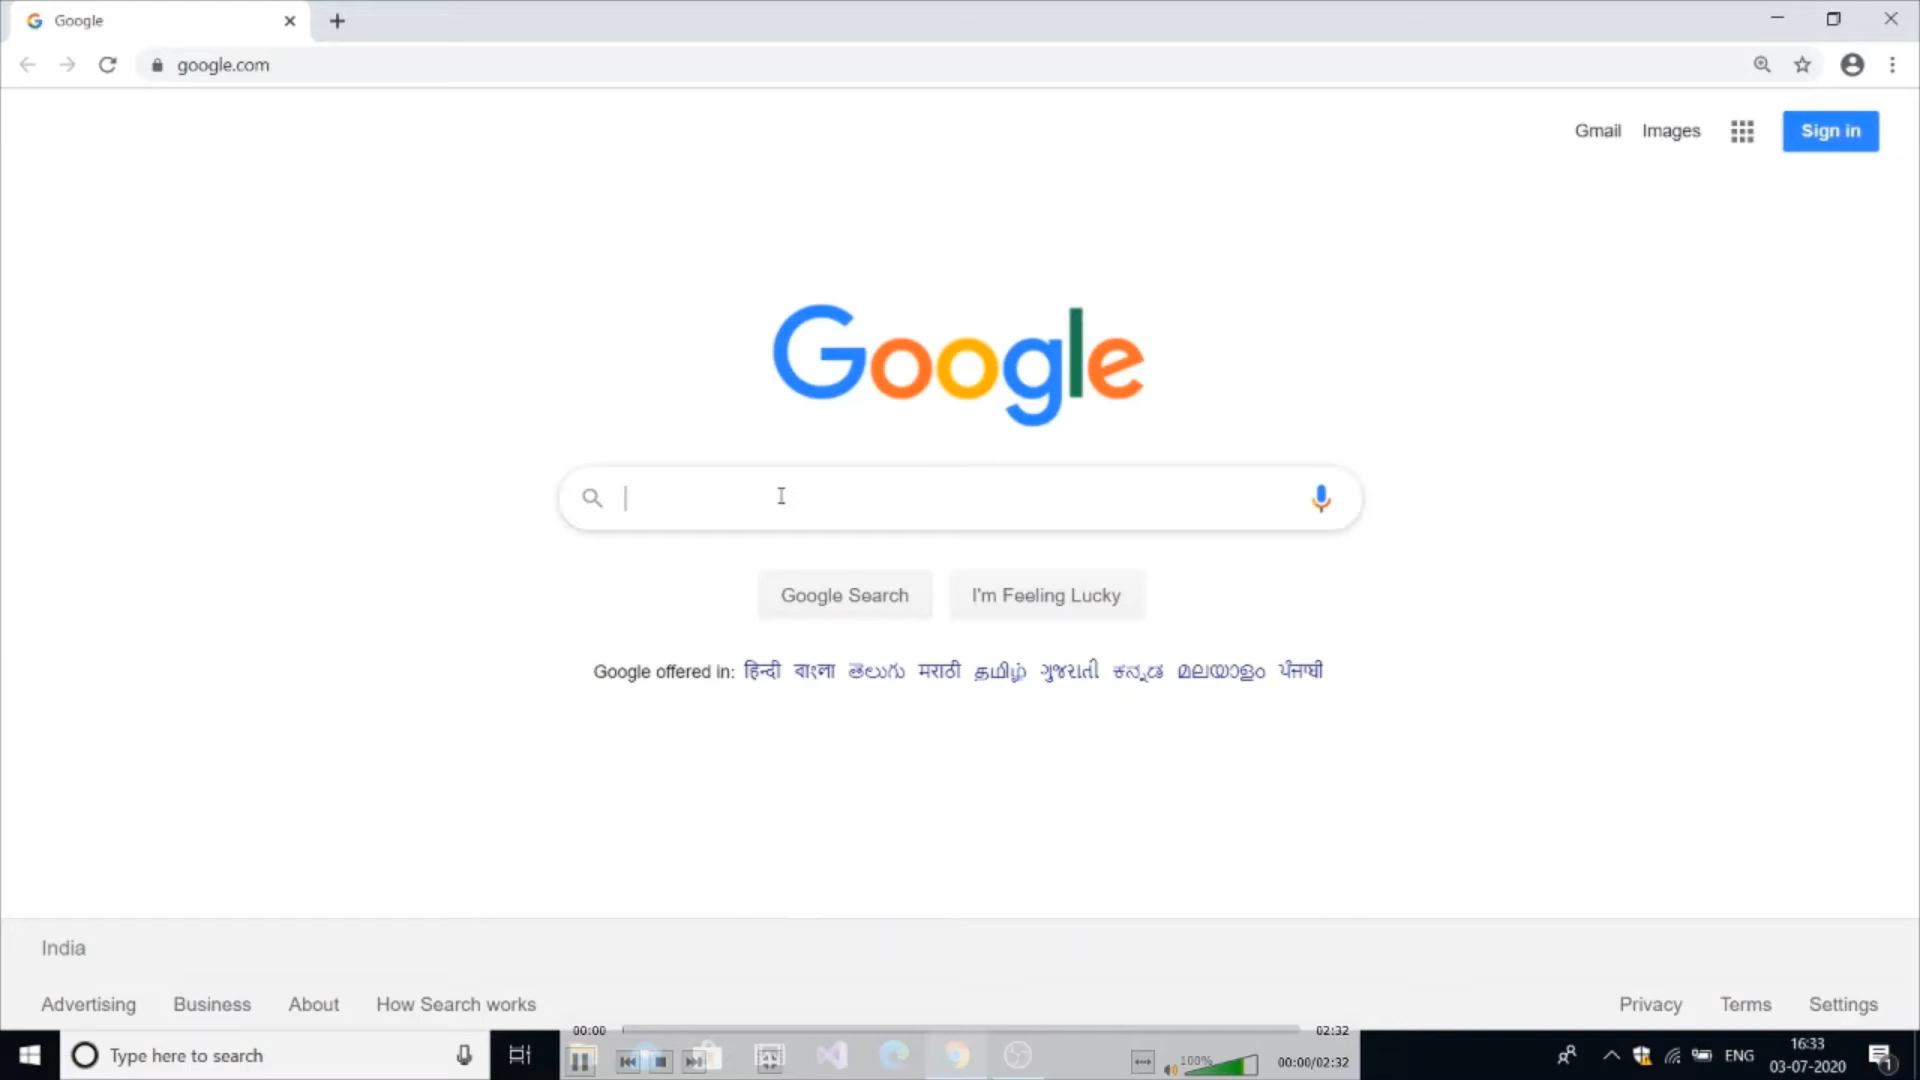 Google
google.com
Gmail Images Sign in
Google
Google Search I'm Feeling Lucky
Google offered in: हिन्दी বাংলা తెలుగు मराठी தமிழ் ગુજરાતી ಕನ್ನಡ മലയാളം ਪੰਜਾਬੀ
India
Advertising Business About How Search works Privacy Terms Settings
00:00 02:32
Type here to search 100% 00:00/02:32 ENG 16:33
03-07-2020 1